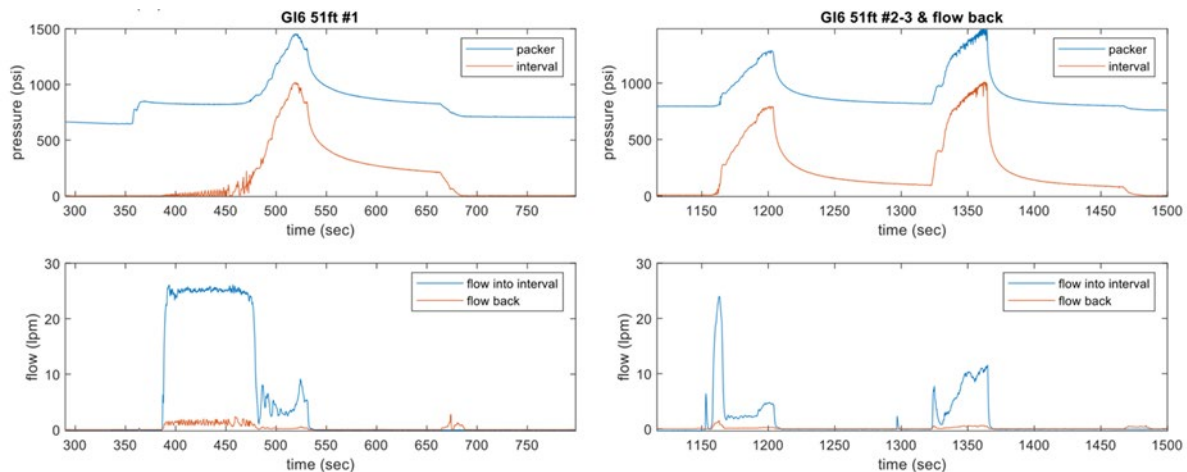 GI6 51ft #1
1500
1000
500
0
pressure (psi)
packer
interval
300 350 400 450 500 550 600 650 700 750
time (sec)
GI6 51ft #2-3 & flow back
1000
500
0
pressure (psi)
packer
interval
1150 1200 1250 1300 1350 1400 1450 1500
time (sec)
30
20
10
0
flow (lpm)
flow into interval
flow back
300 350 400 450 500 550 600 650 700 750
time (sec)
30
20
10
0
flow (lpm)
flow into interval
flow back
1150 1200 1250 1300 1350 1400 1450 1500
time (sec)